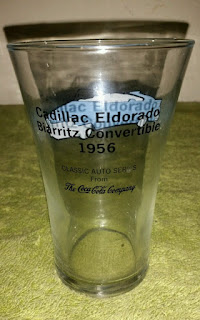 Cadillac Eldorado
Biarritz Convertible
1956
CLASSIC AUTO SERIES
From
The Coca-Cola Company